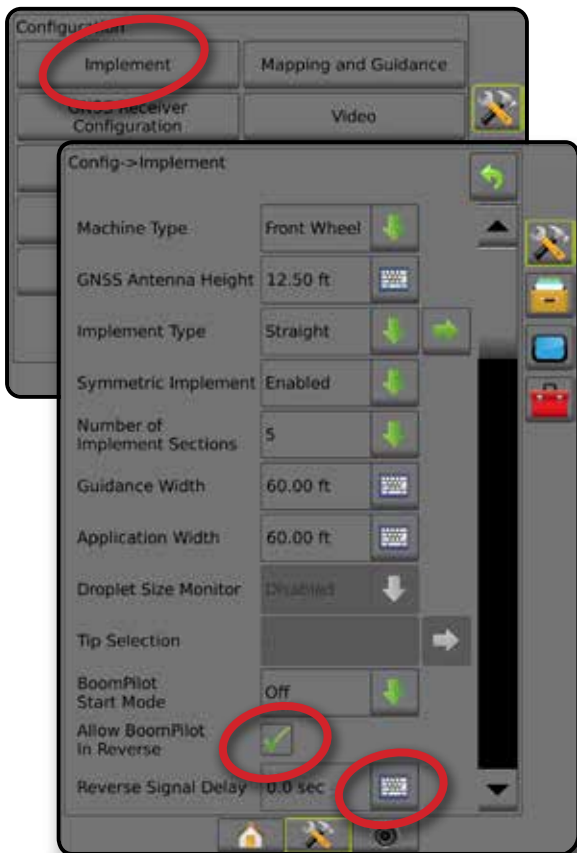 Configuration
Implement
Mapping and Guidance
GNSS Receiver
Configuration
Video
Config->Implement
Machine Type
Front Wheel
GNSS Antenna Height
12.50 ft
Implement Type
Straight
Symmetric Implement
Enabled
Number of
Implement Sections
5
Guidance Width
60.00 ft
Application Width
60.00 ft
Droplet Size Monitor
Disabled
Tip Selection
BoomPilot
Start Mode
Off
Allow BoomPilot
In Reverse
Reverse Signal Delay
0.0 sec